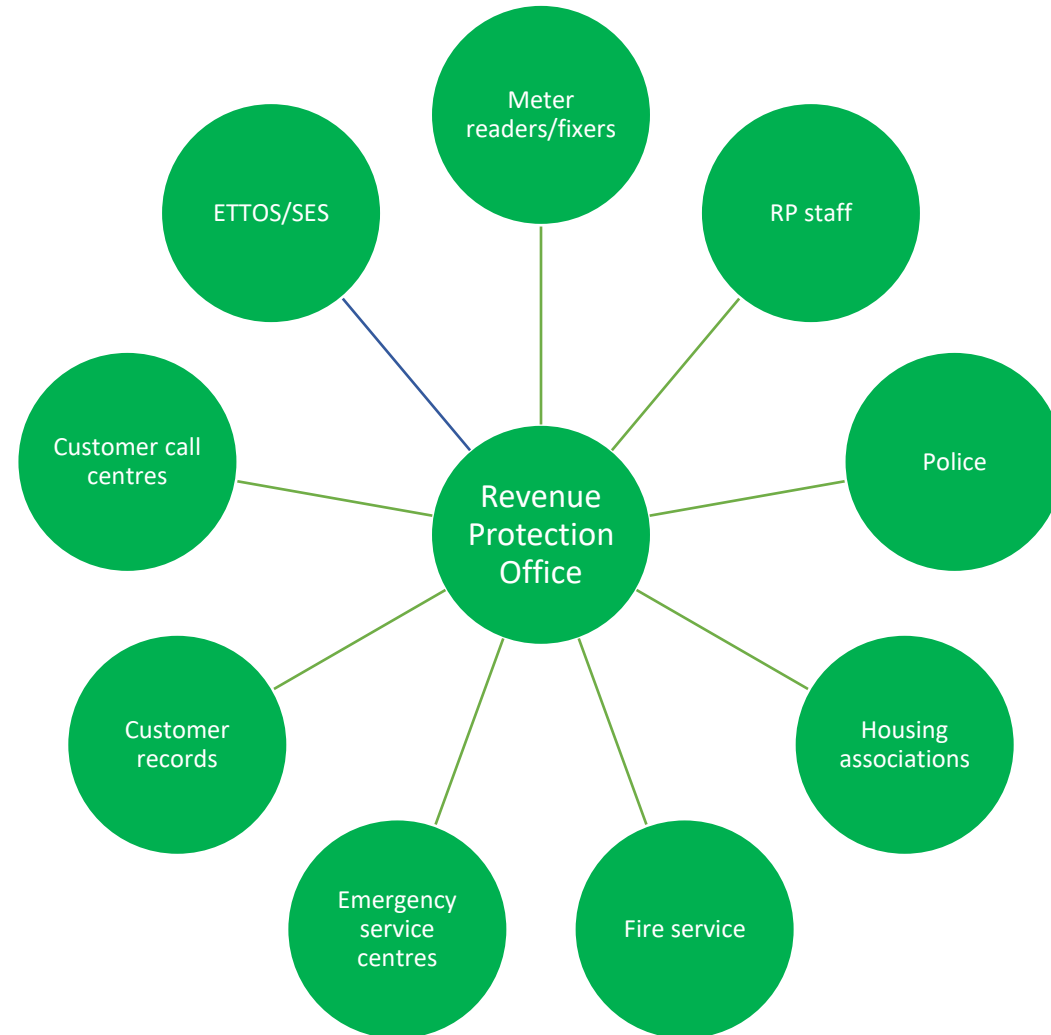 Meter
readers/fixers
RP staff
Police
Housing
associations
Fire service
Emergency
service
centres
Customer
records
Customer call
centres
ETTOS/SES
Revenue
Protection
Office